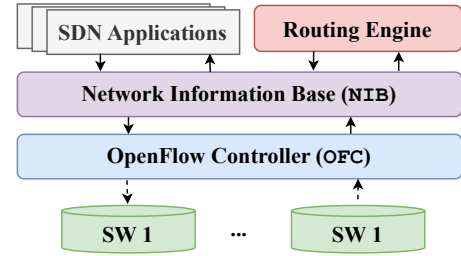 SDN Applications
Routing Engine
Network Information Base (NIB)
OpenFlow Controller (OFC)
SW 1
...
SW 1